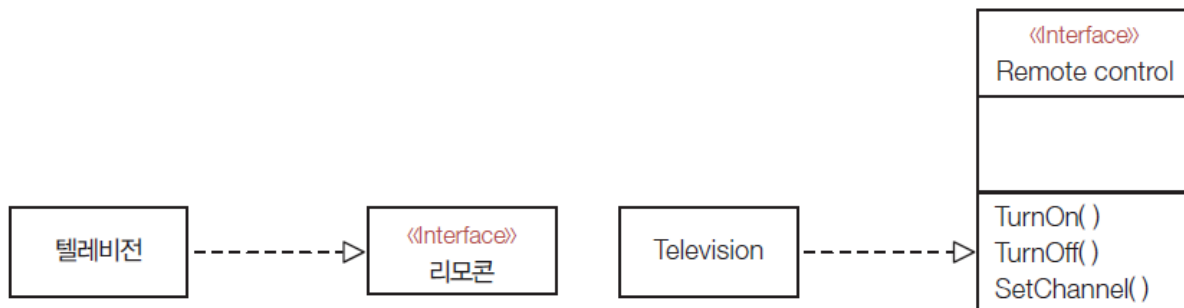 텔레비전
《Interface》
리모콘
Television
《Interface》
Remote control
TurnOn( )
TurnOff( )
SetChannel( )